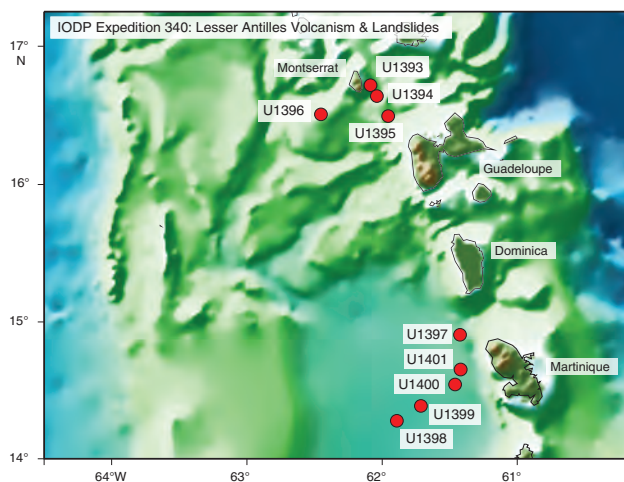 IODP Expedition 340: Lesser Antilles Volcanism & Landslides
17°
N
Montserrat
U1393
U1394
U1396
U1395
16°
Guadeloupe
Dominica
15°
U1397
U1401
Martinique
U1400
U1399
U1398
14°
64°W
63°
62°
61°